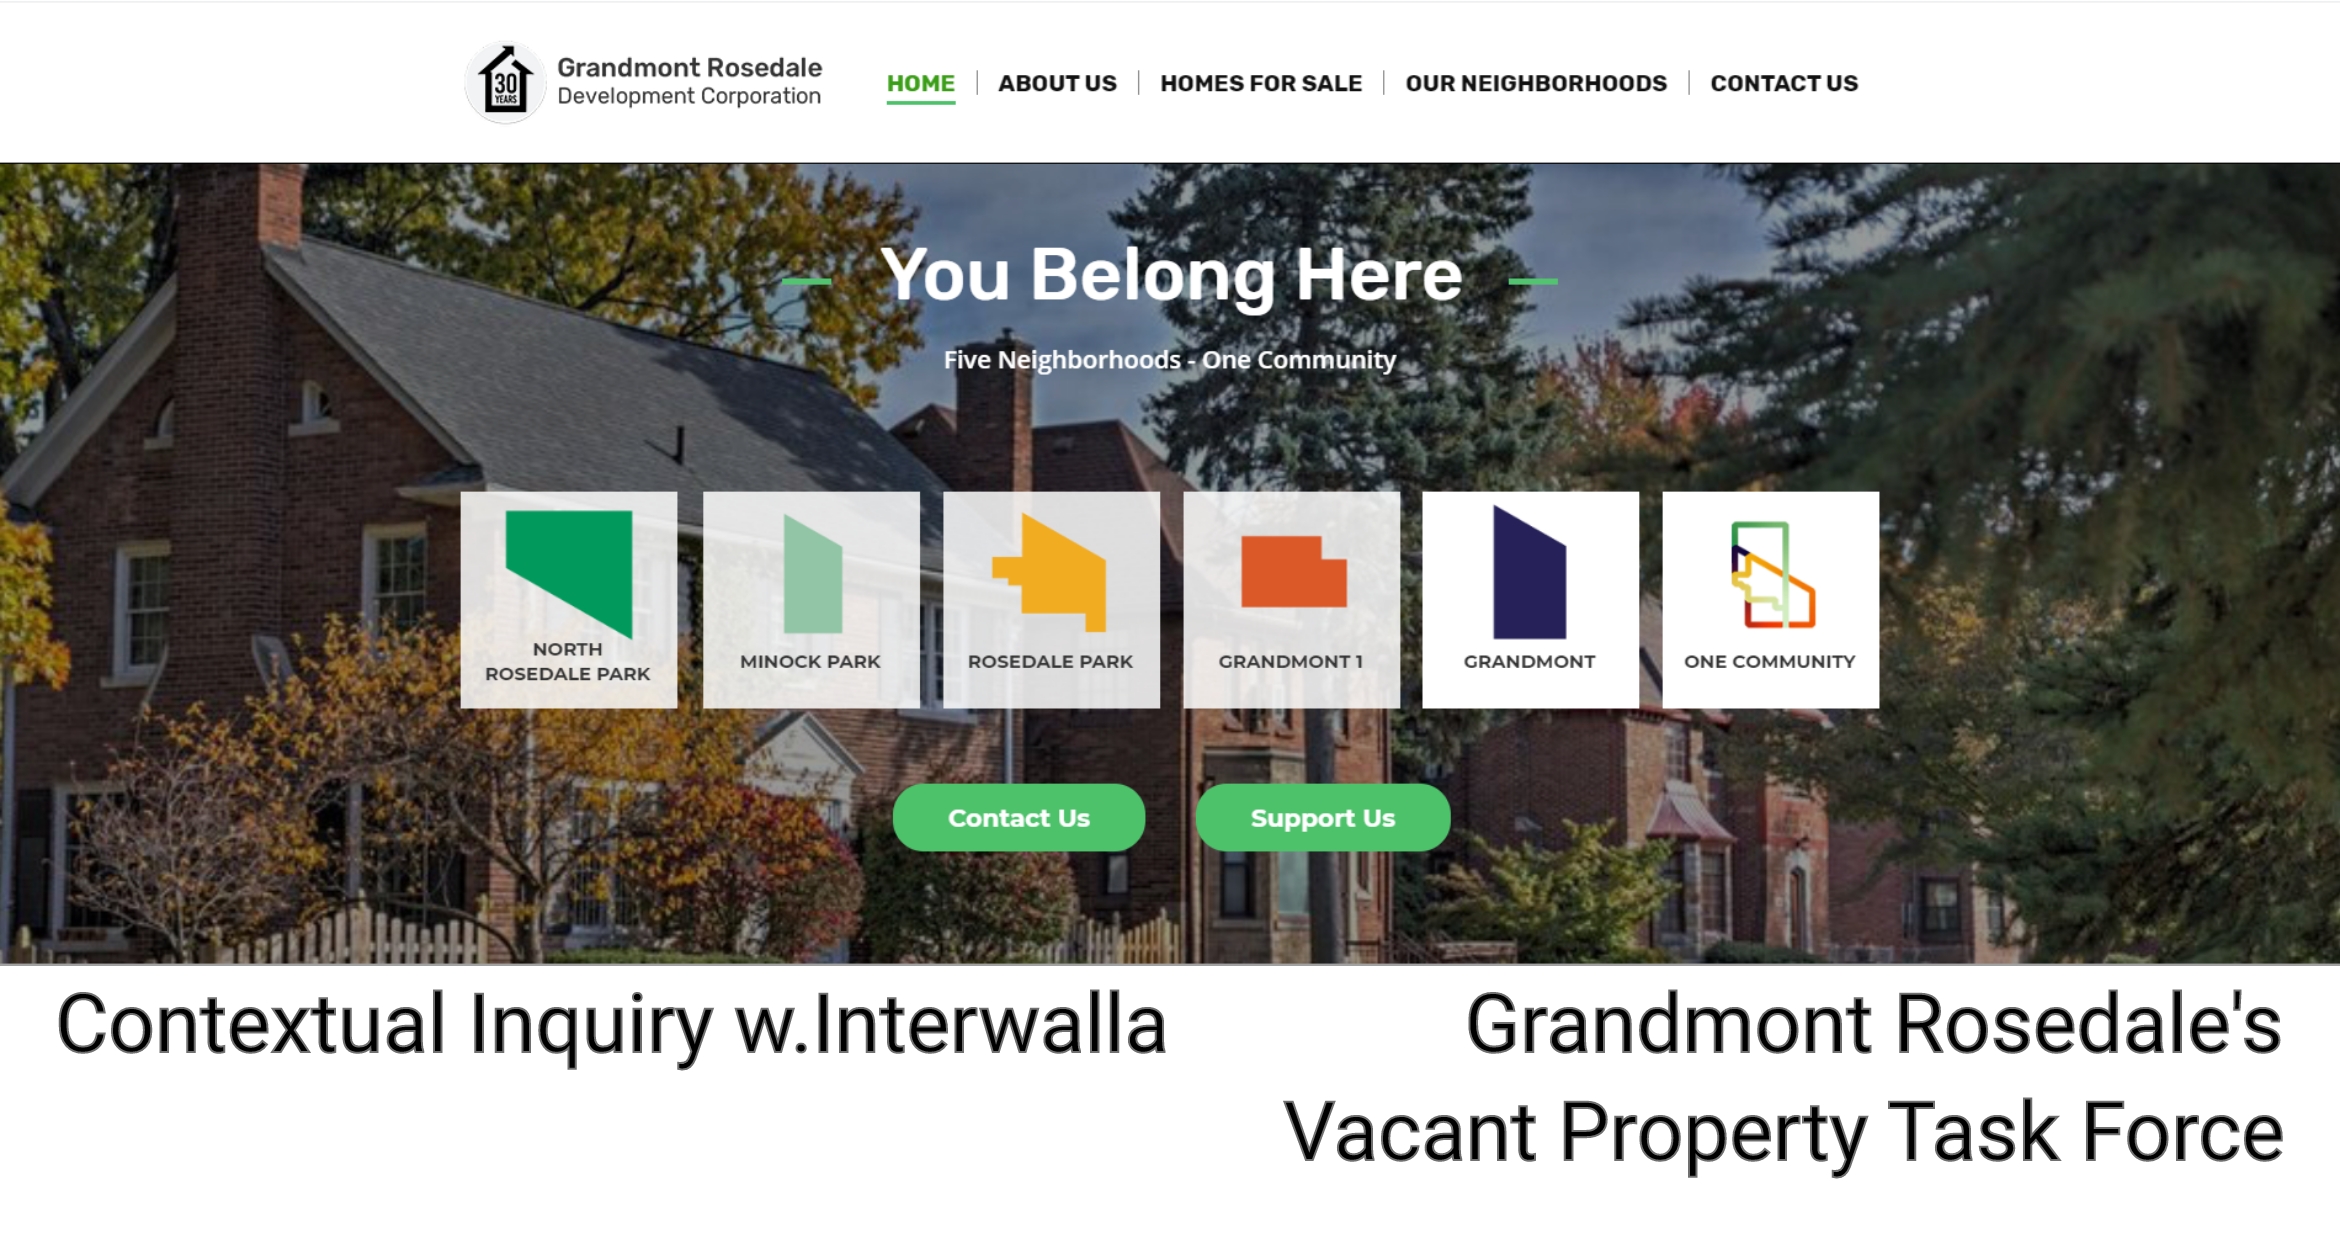 Grandmont Rosedale
Development Corporation
30
YEARS
HOME
ABOUT US
HOMES FOR SALE
OUR NEIGHBORHOODS
CONTACT US
You Belong Here
Five Neighborhoods - One Community
NORTH
ROSEDALE PARK
MINOCK PARK
ROSEDALE PARK
GRANDMONT 1
GRANDMONT
ONE COMMUNITY
Contact Us
Support Us
Contextual Inquiry w.Interwalla
Grandmont Rosedale's
Vacant Property Task Force